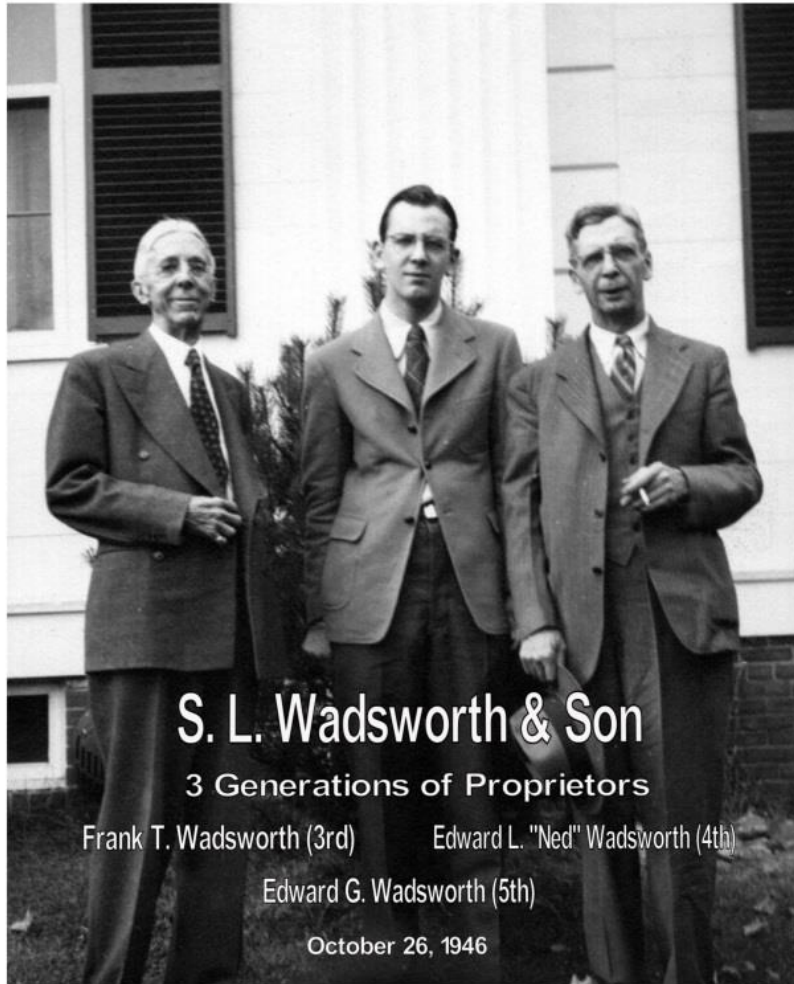 S. L. Wadsworth & Son
3 Generations of Proprietors
Frank T. Wadsworth (3rd) Edward L. "Ned" Wadsworth (4th)
Edward G. Wadsworth (5th)
October 26, 1946